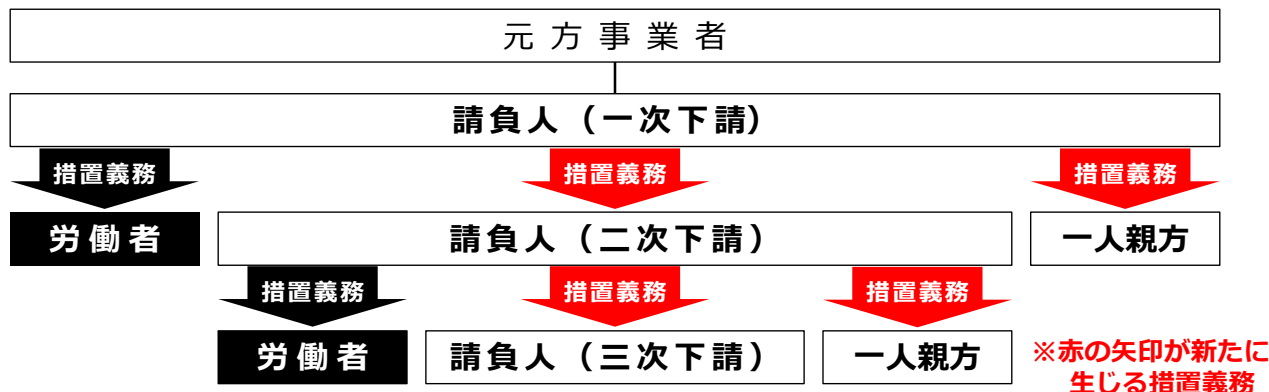 元方事業者
請負人（一次下請）
措置義務
措置義務
措置義務
労働者
請負人（二次下請）
一人親方
措置義務
措置義務
措置義務
労働者
請負人（三次下請）
一人親方
※赤の矢印が新たに
生じる措置義務